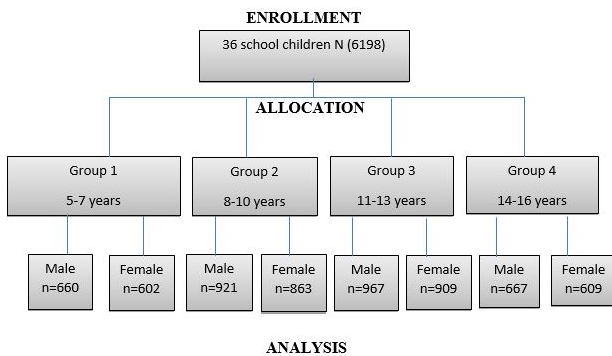 ENROLLMENT
36 school children N (6198)
ALLOCATION
Group 1
5-7 years
Group 2
8-10 years
Group 3
11-13 years
Group 4
14-16 years
Male
n=660
Female
n=602
Male
n=921
Female
n=863
Male
n=967
Female
n=909
Male
n=667
Female
n=609
ANALYSIS